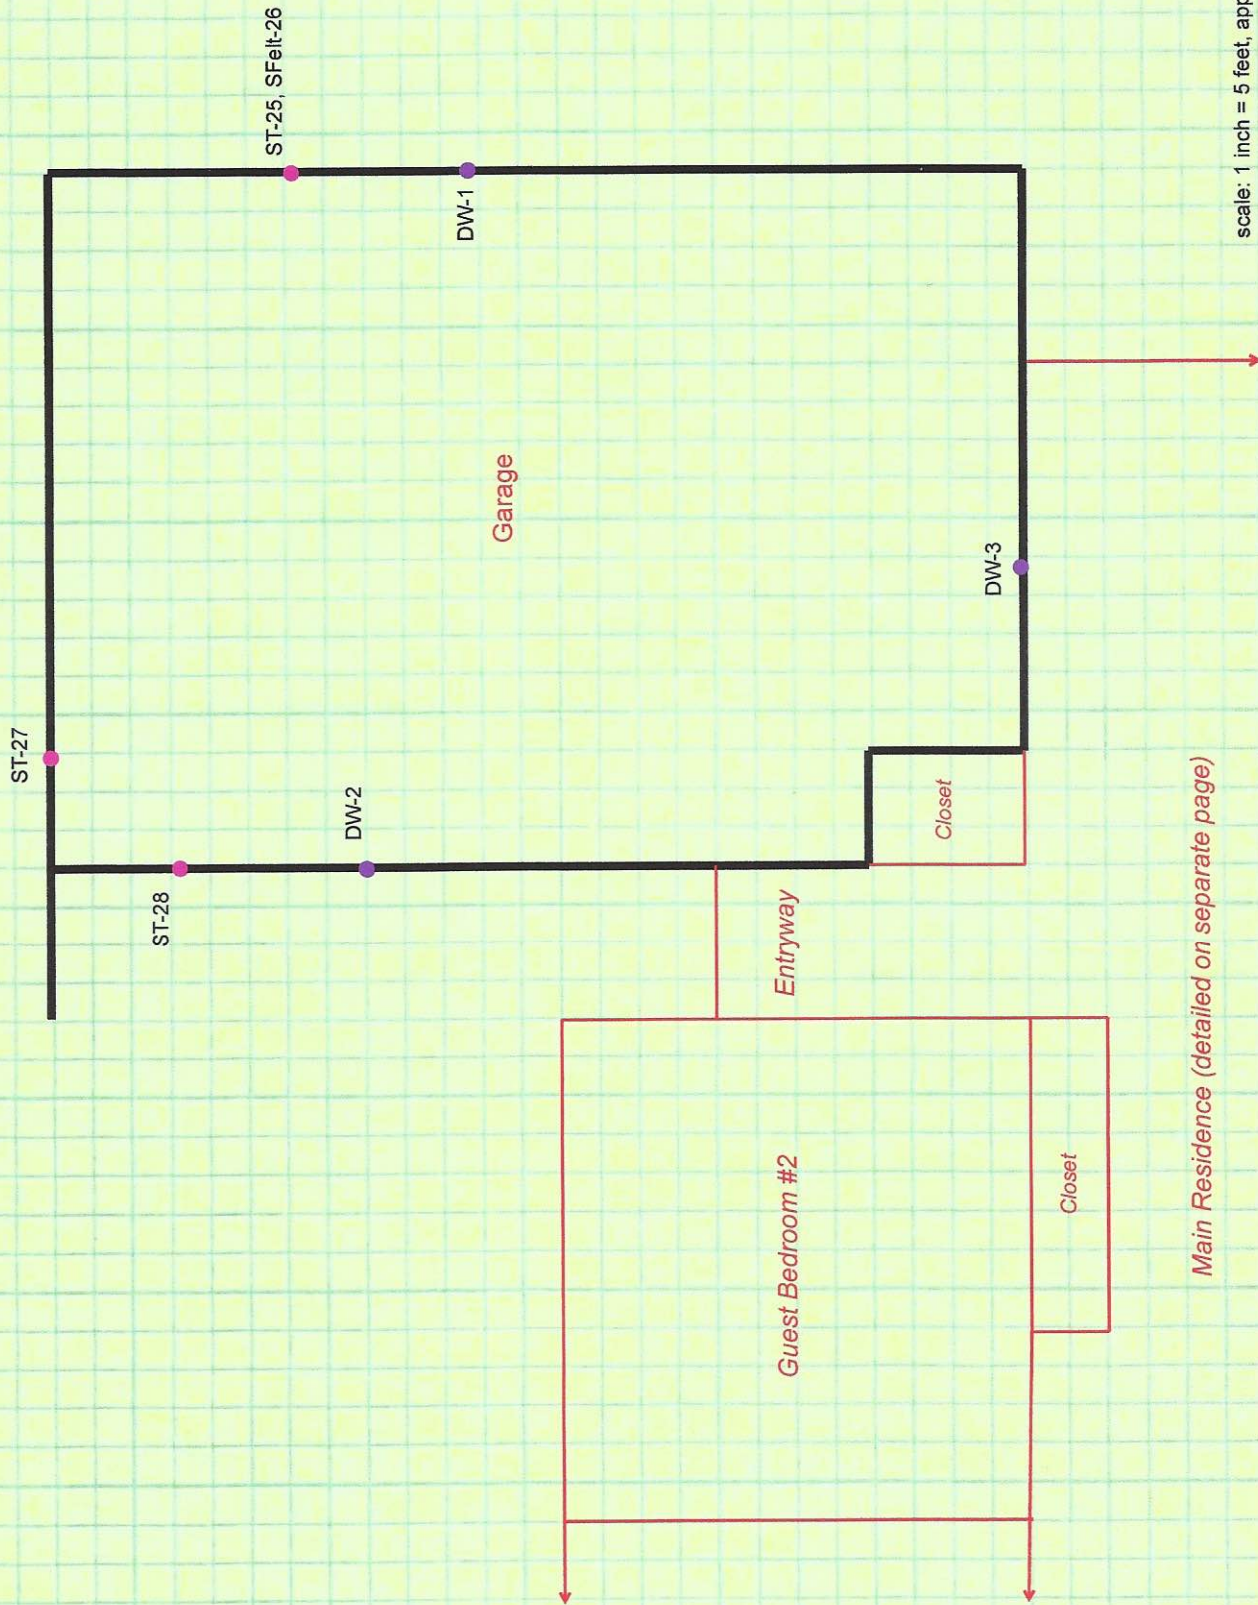 ST-27
ST-28
ST-25, SFelt-26
DW-2
DW-1
Garage
Guest Bedroom #2
Entryway
Closet
DW-3
Closet
Main Residence (detailed on separate page)
scale: 1 inch = 5 feet, app